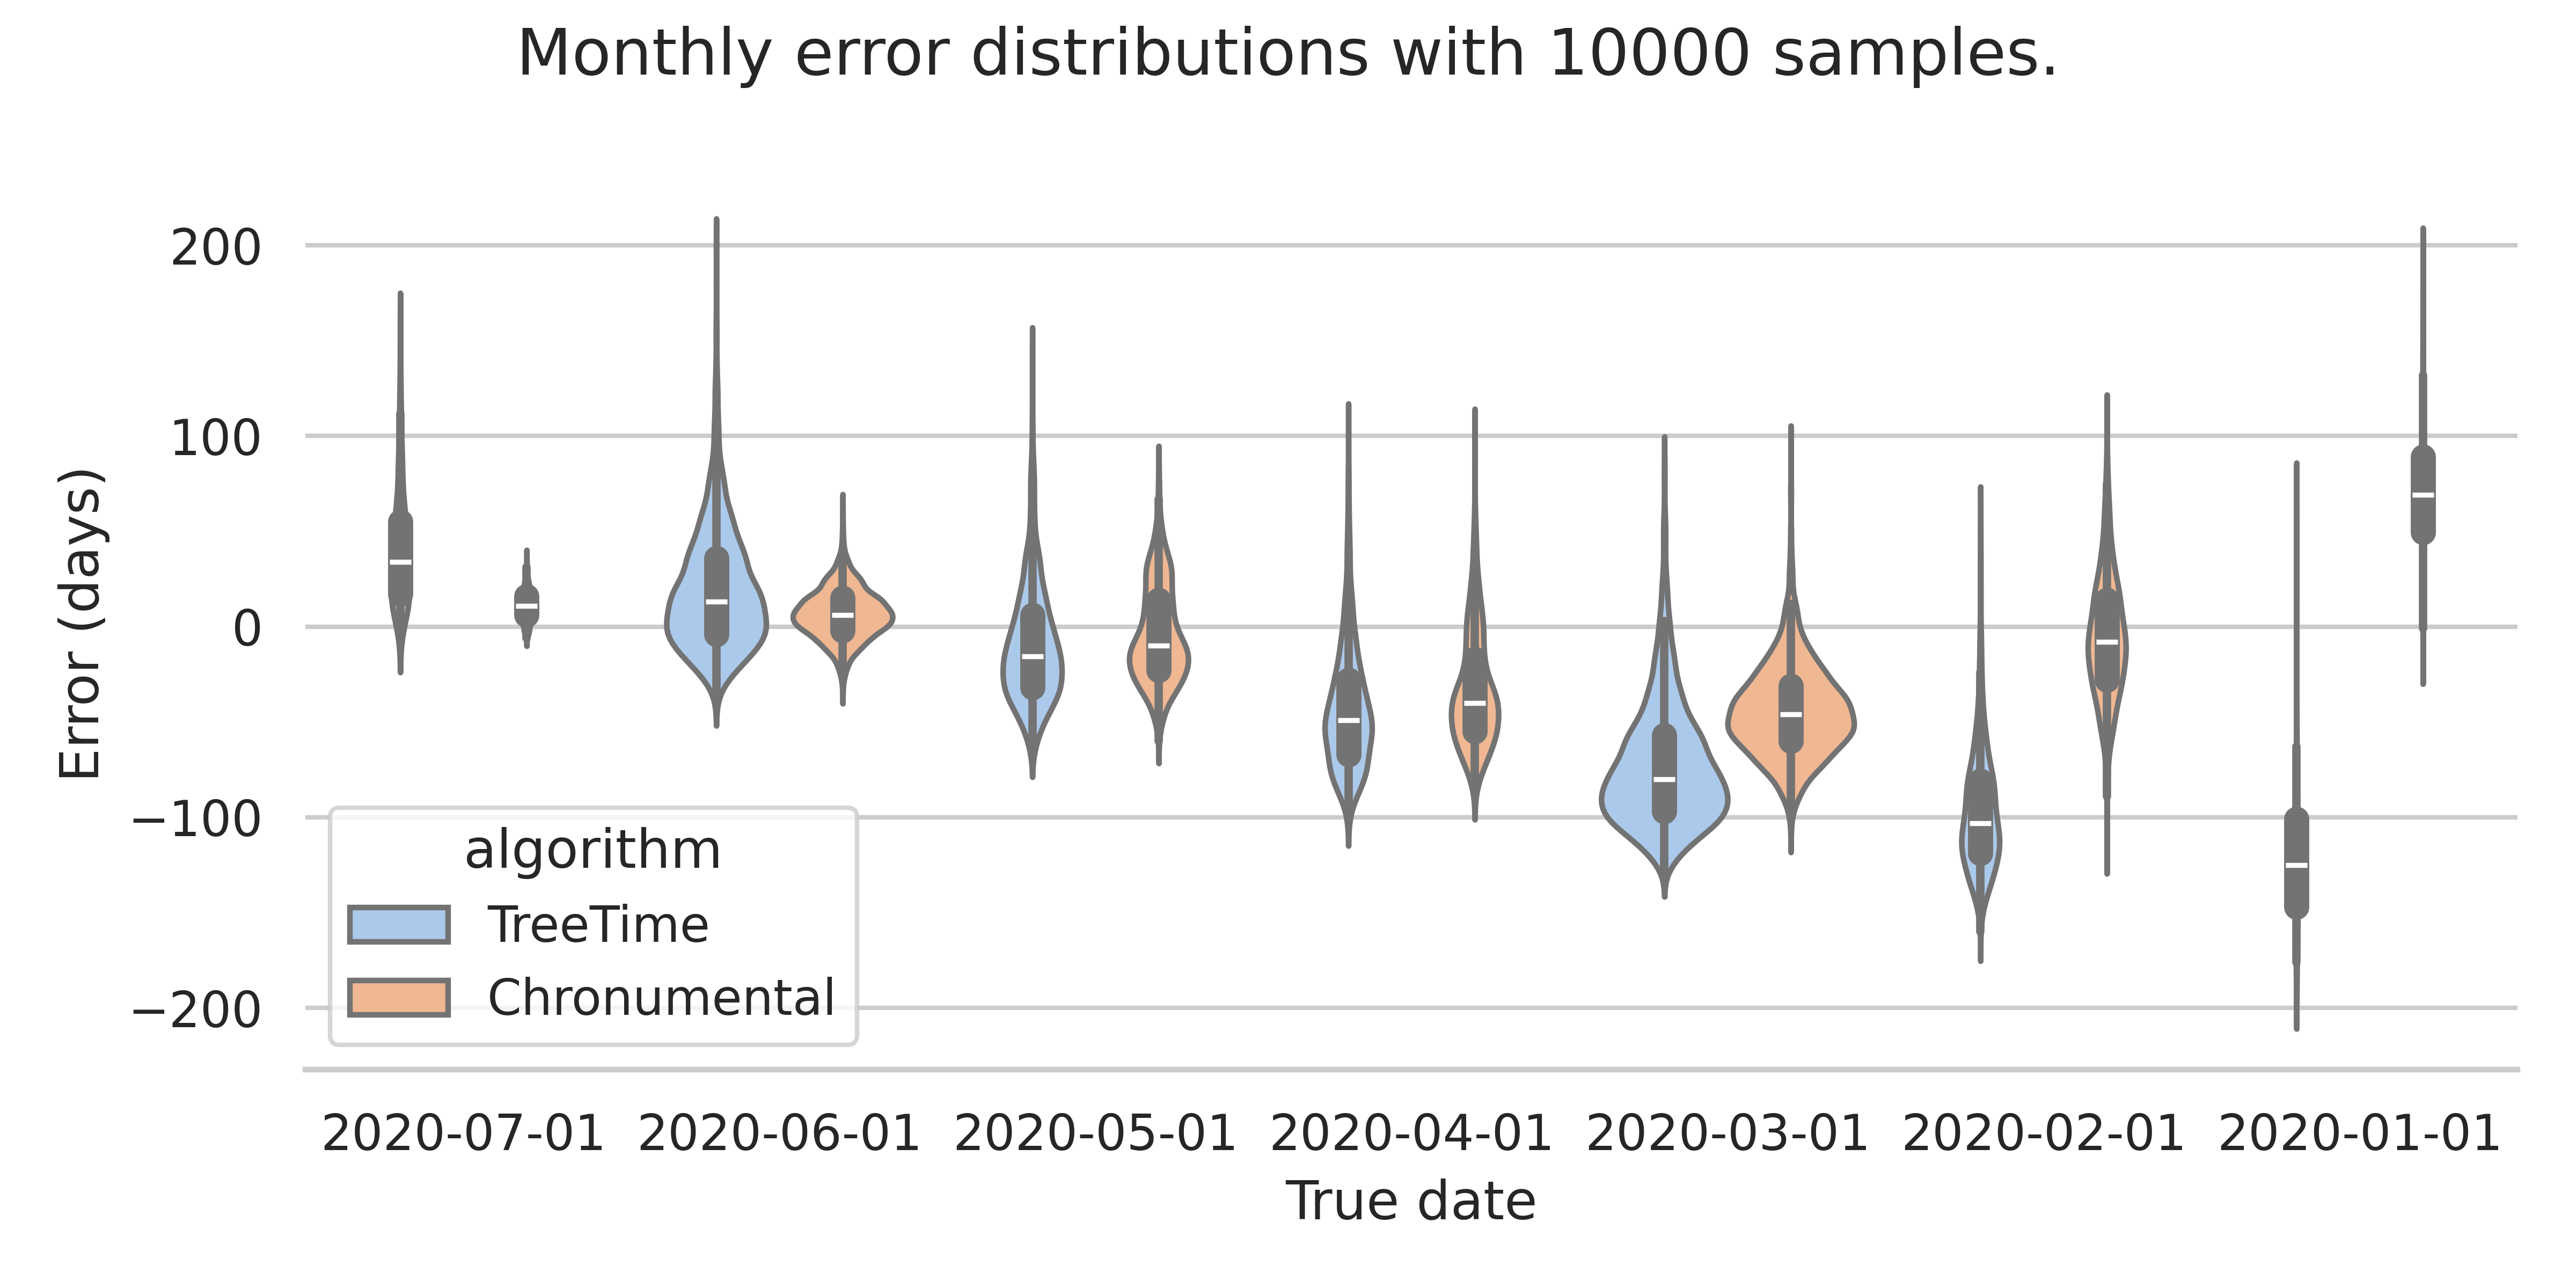 Monthly error distributions with 10000 samples.
200
100
0
−100
−200
Error (days)
algorithm
TreeTime
Chronumental
2020-07-01 2020-06-01 2020-05-01 2020-04-01 2020-03-01 2020-02-01 2020-01-01
True date